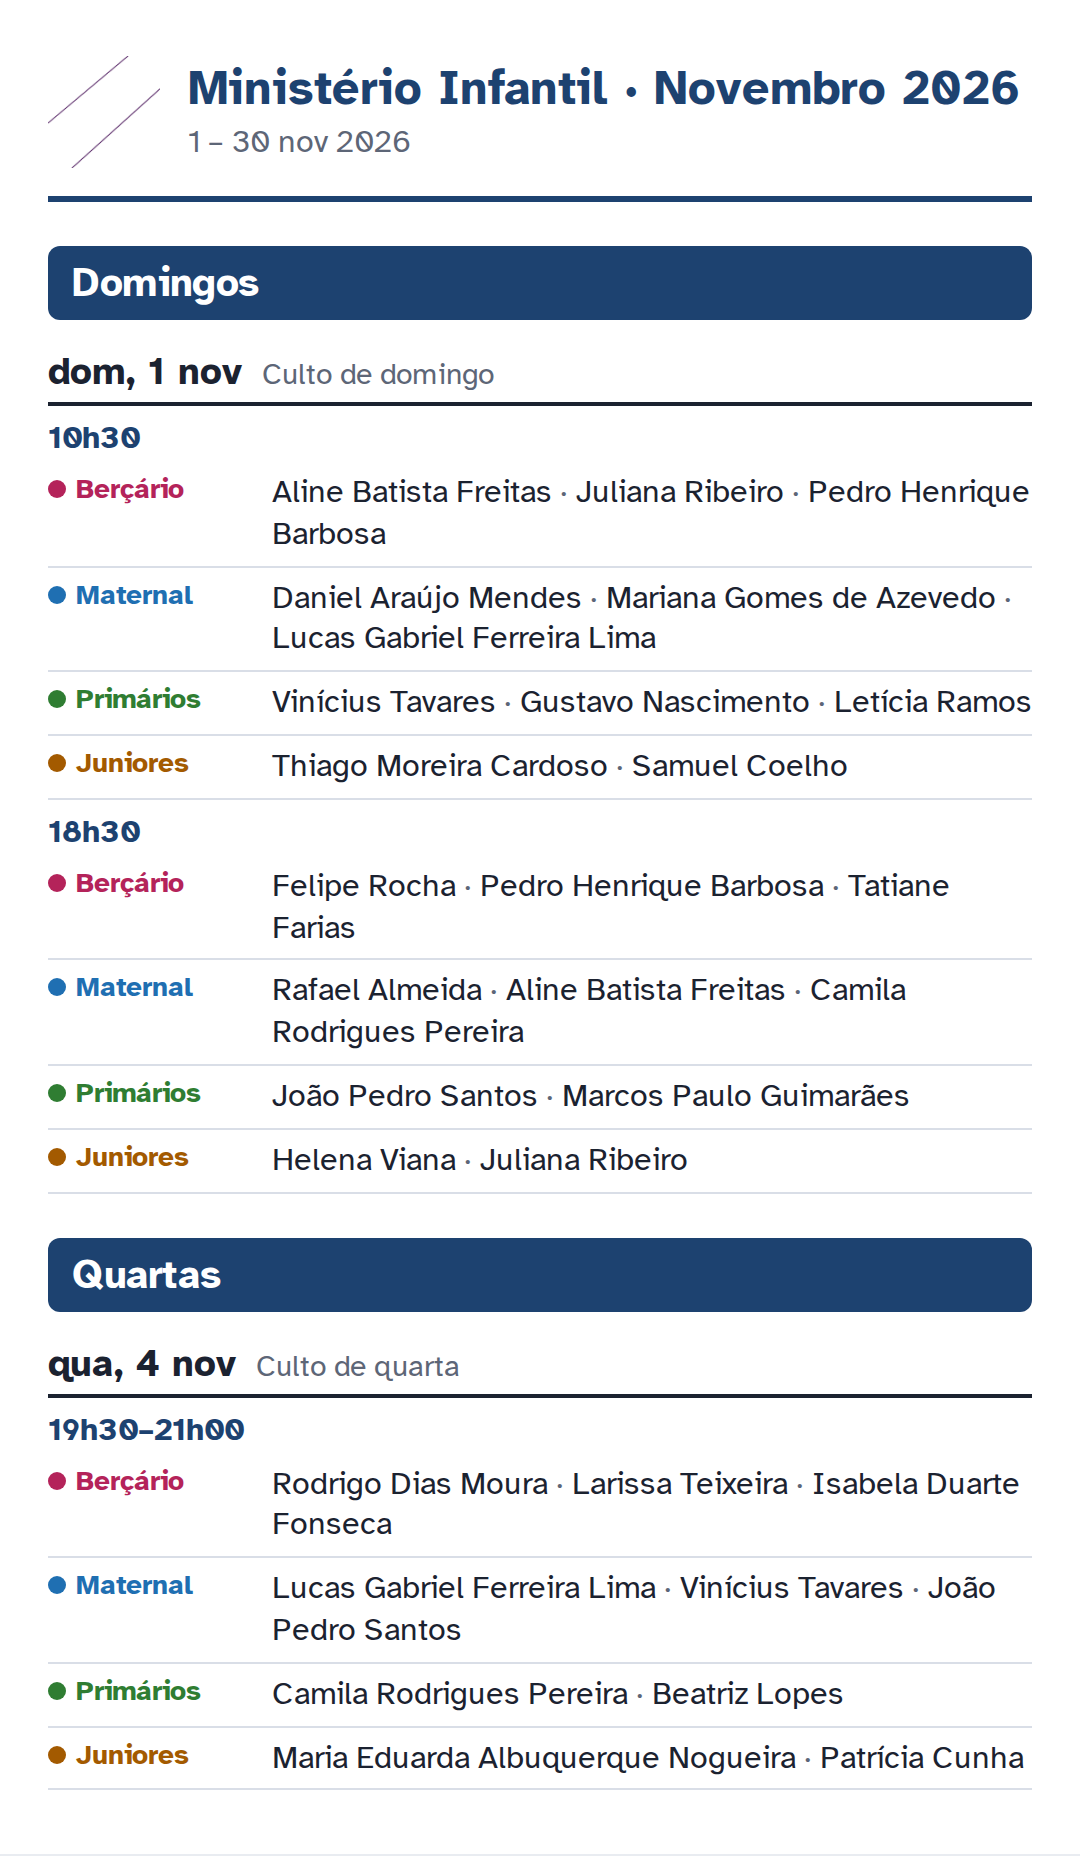 Ministério Infantil · Novembro 2026
1 – 30 nov 2026
Domingos
dom, 1 nov Culto de domingo
10h30
Berçário Aline Batista Freitas · Juliana Ribeiro · Pedro Henrique
Barbosa
Maternal Daniel Araújo Mendes · Mariana Gomes de Azevedo ·
Lucas Gabriel Ferreira Lima
Primários Vinícius Tavares · Gustavo Nascimento · Letícia Ramos
Juniores Thiago Moreira Cardoso · Samuel Coelho
18h30
Berçário Felipe Rocha · Pedro Henrique Barbosa · Tatiane
Farias
Maternal Rafael Almeida · Aline Batista Freitas · Camila
Rodrigues Pereira
Primários João Pedro Santos · Marcos Paulo Guimarães
Juniores Helena Viana · Juliana Ribeiro
Quartas
qua, 4 nov Culto de quarta
19h30–21h00
Berçário Rodrigo Dias Moura · Larissa Teixeira · Isabela Duarte
Fonseca
Maternal Lucas Gabriel Ferreira Lima · Vinícius Tavares · João
Pedro Santos
Primários Camila Rodrigues Pereira · Beatriz Lopes
Juniores Maria Eduarda Albuquerque Nogueira · Patrícia Cunha